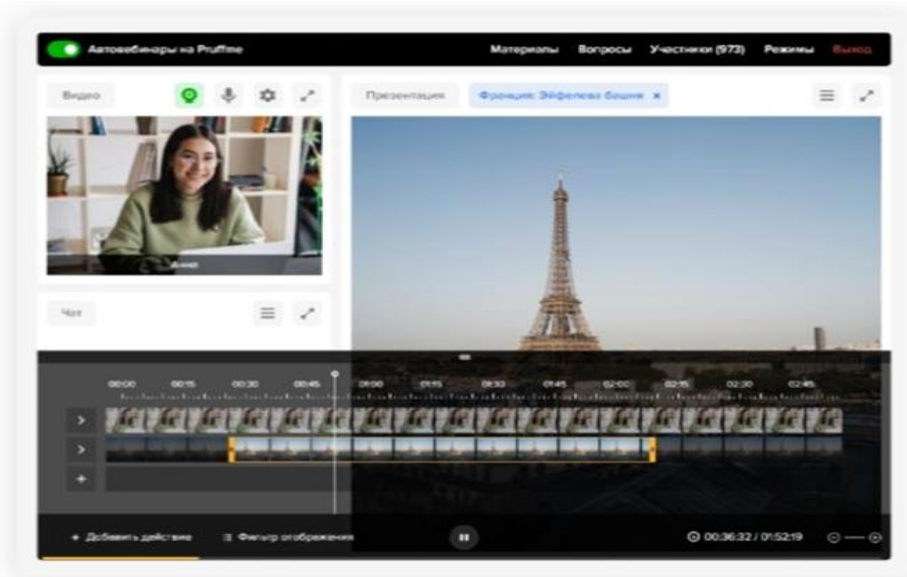 Автовебинары на Pruffme
Материалы Вопросы Участники (973) Режимы Выход
Видео
Презентация Франция: Эйфелева башня ×
Анна
Чат
00:00 00:15 00:30 00:45 01:00 01:15 01:30 01:45 02:00 02:15 02:30 02:45
+ Добавить действие Фильтр отображения 00:36:32 / 01:52:19